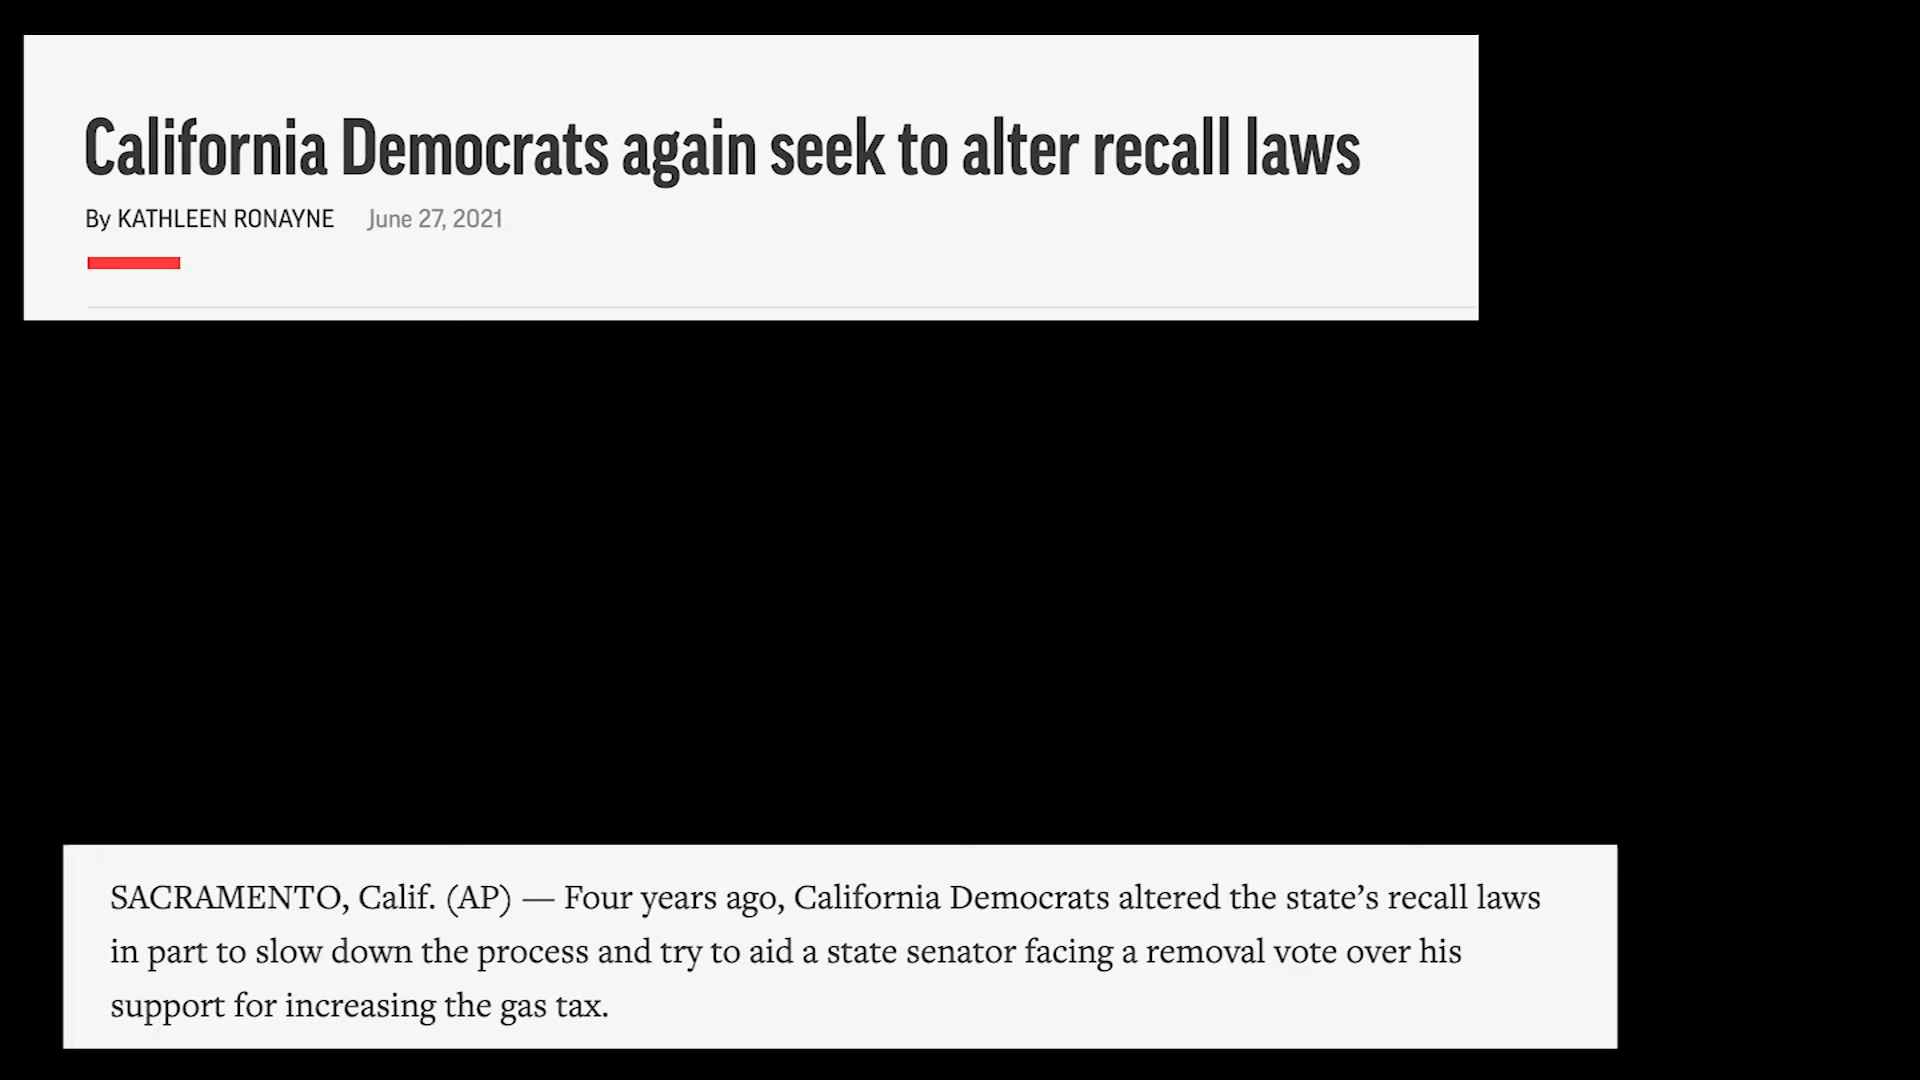 California Democrats again seek to alter recall laws
By KATHLEEN RONAYNE June 27, 2021
SACRAMENTO, Calif. (AP) — Four years ago, California Democrats altered the state’s recall laws
in part to slow down the process and try to aid a state senator facing a removal vote over his
support for increasing the gas tax.